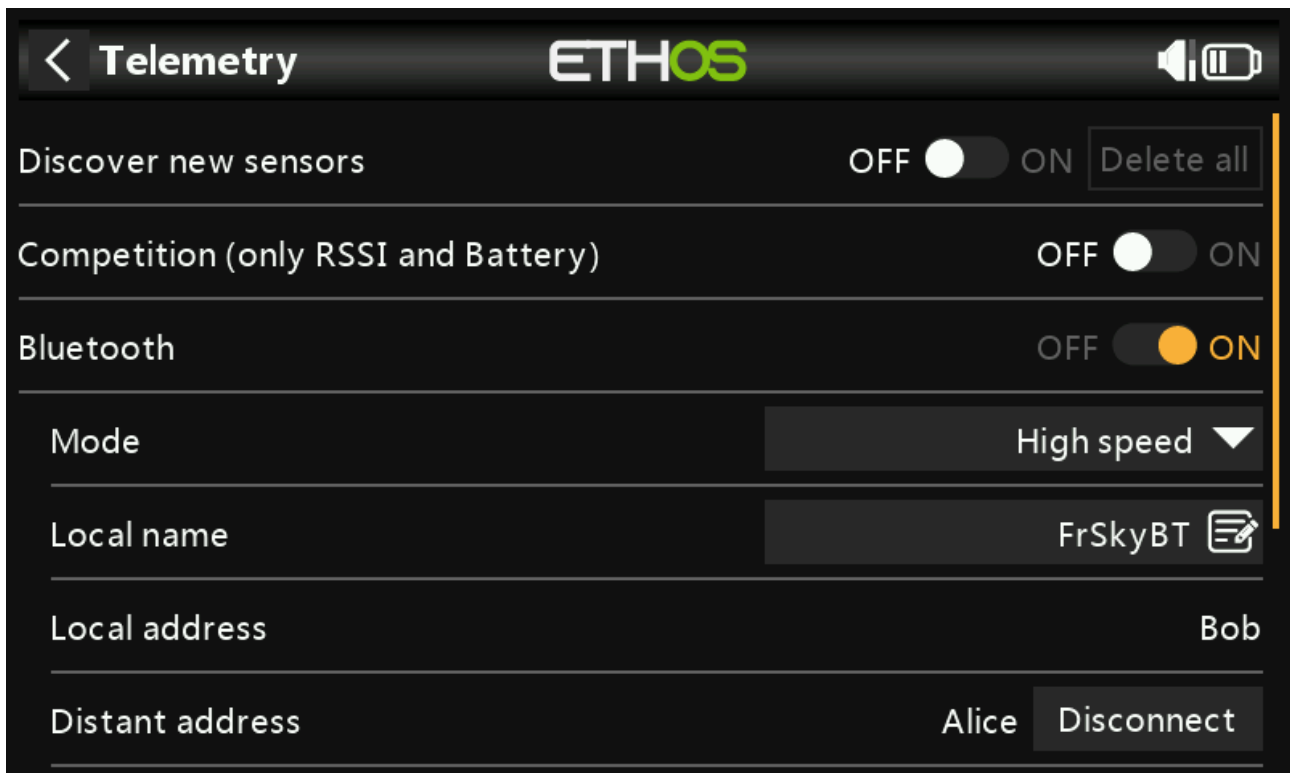 Telemetry ETHOS
Discover new sensors OFF ON Delete all
Competition (only RSSI and Battery) OFF ON
Bluetooth OFF ON
Mode High speed
Local name FrSkyBT
Local address Bob
Distant address Alice Disconnect